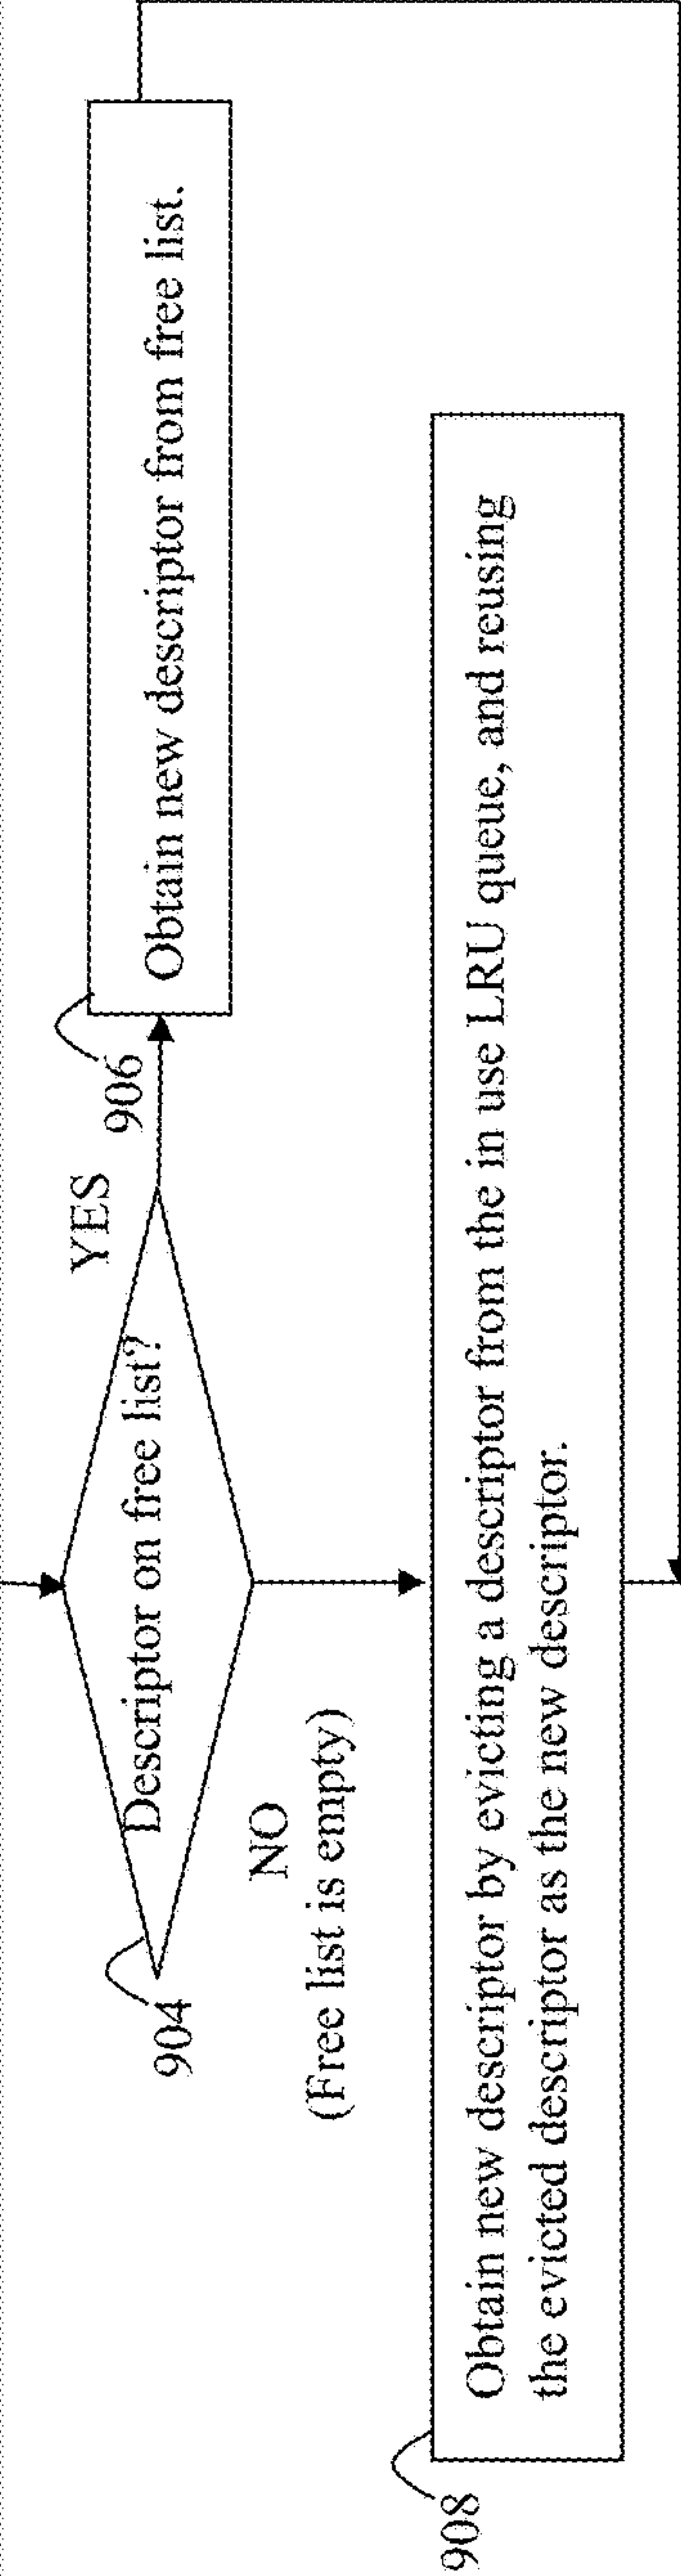 904
Descriptor on free list?
YES
906
Obtain new descriptor from free list.
NO
(Free list is empty)
908
Obtain new descriptor by evicting a descriptor from the in use LRU queue, and reusing
the evicted descriptor as the new descriptor.